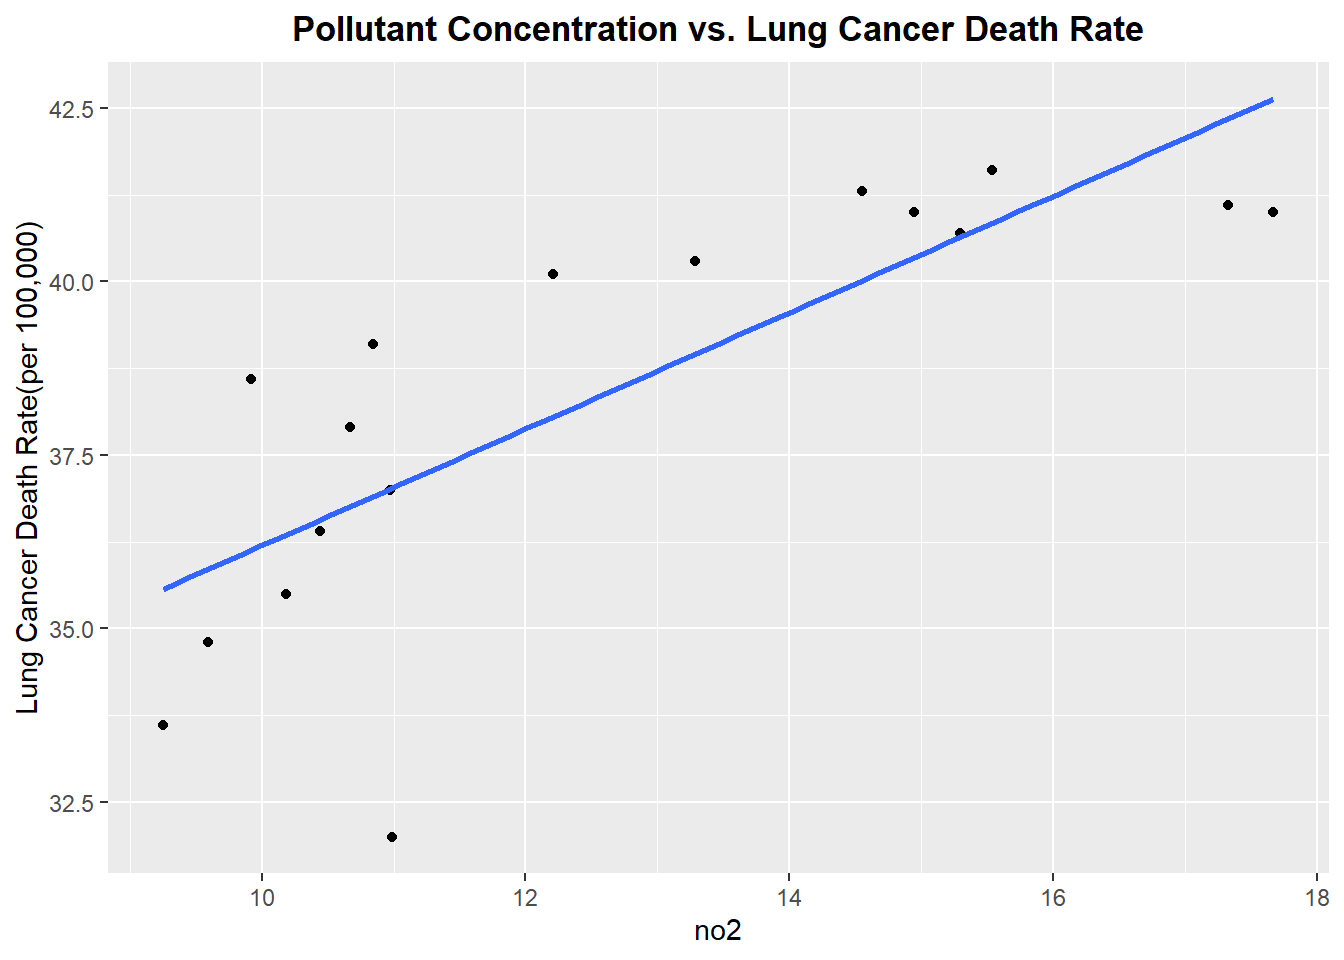 Pollutant Concentration vs. Lung Cancer Death Rate
Lung Cancer Death Rate(per 100,000)
42.5
40.0
37.5
35.0
32.5
10 12 14 16 18
no2